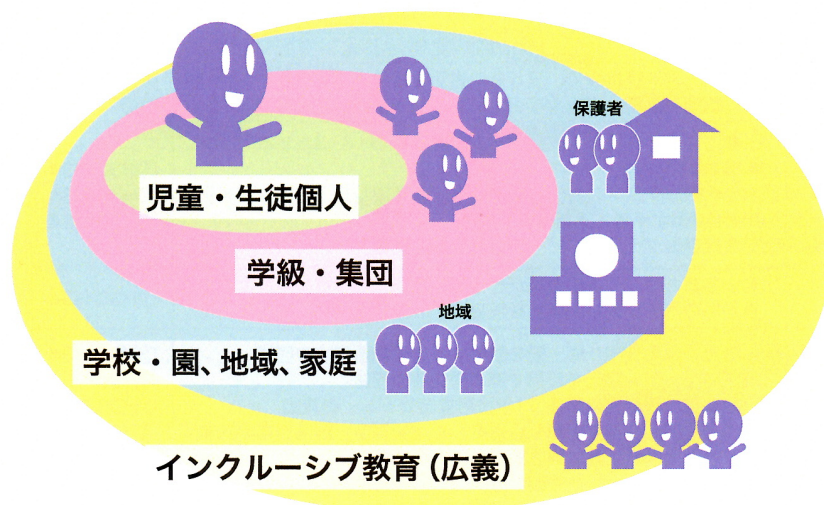 保護者
児童・生徒個人
学級・集団
地域
学校・園、地域、家庭
インクルーシブ教育（広義）